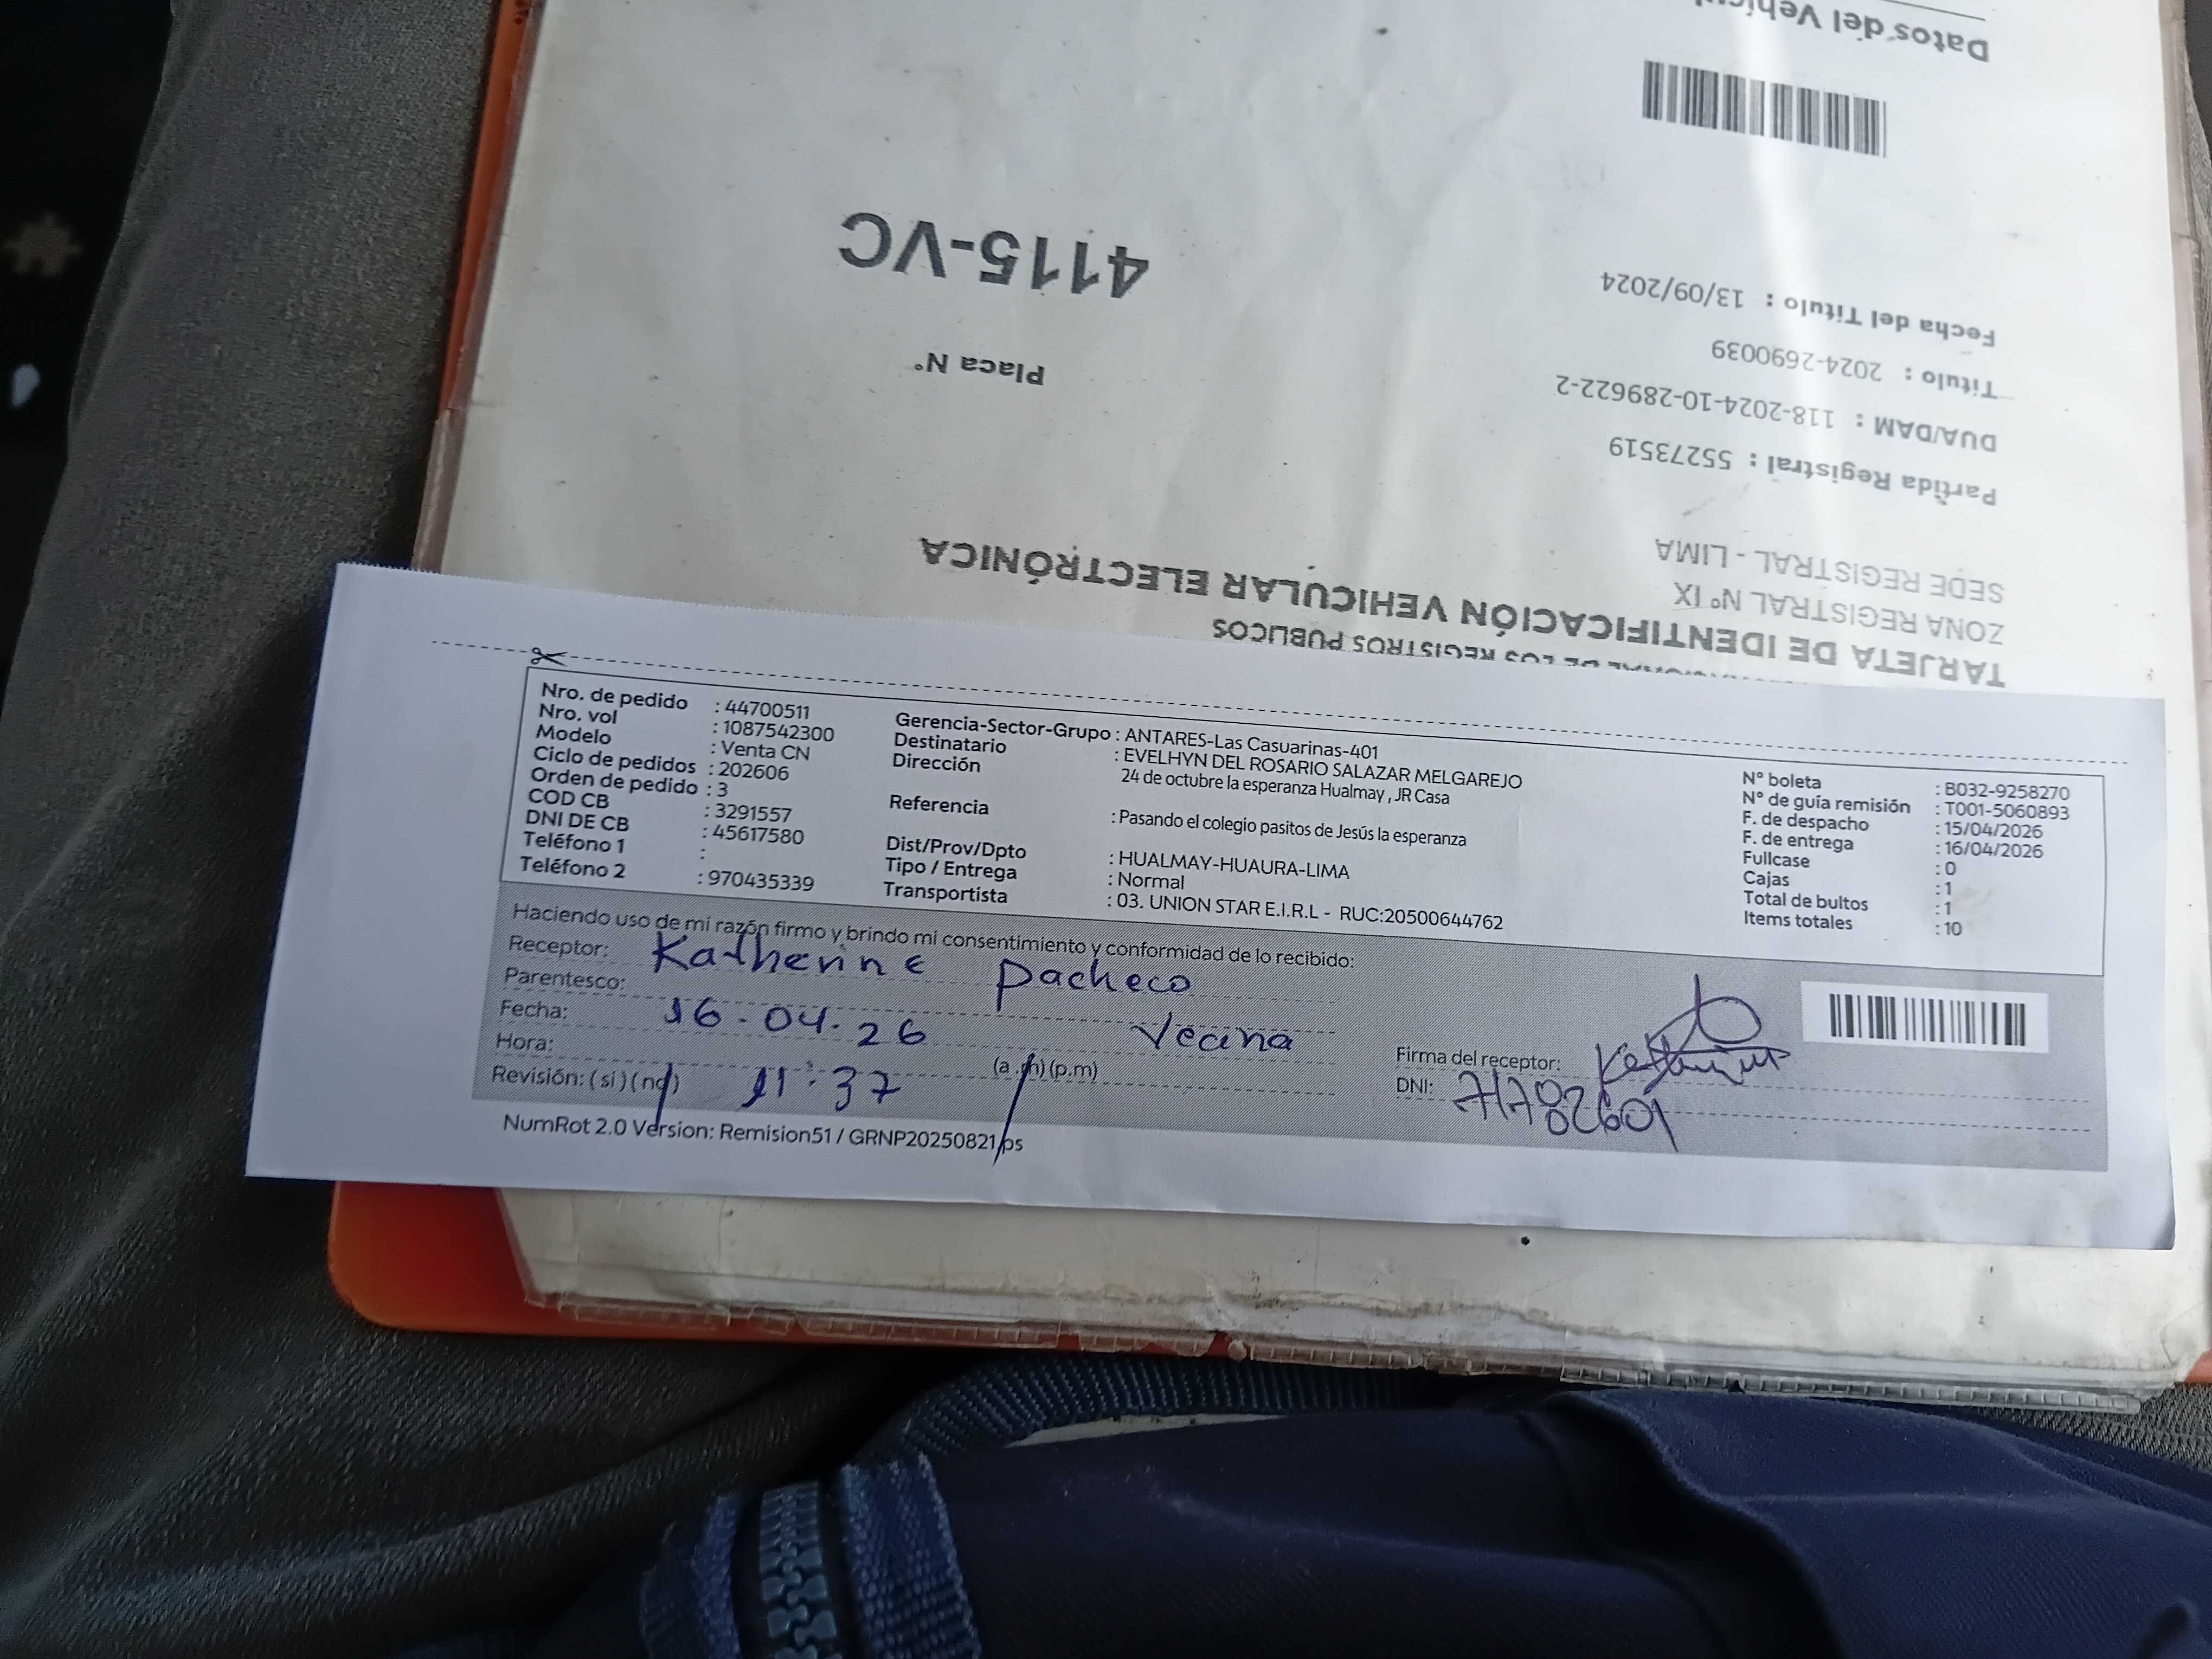 Datos del
Placa N°
4115-VC
Fecha del Titulo : 13/09/2024
Titulo : 2024-2690039
DUA/DAM : 118-2024-10-289622-2
Partida Registral : 55273519
SEDE REGISTRAL - LIMA
ZONA REGISTRAL Nº IX
TARJETA DE IDENTIFICACIÓN VEHICULAR ELECTRÓNICA
DE LOS REGISTROS PUBLICOS
Nro. de pedido : 44700511
Nro. vol : 1087542300
Modelo : Venta CN
Ciclo de pedidos : 202606
Orden de pedido : 3
COD CB : 3291557
DNI DE CB : 45617580
Teléfono 1 :
Teléfono 2 : 970435339
Gerencia-Sector-Grupo : ANTARES-Las Casuarinas-401
Destinatario : EVELHYN DEL ROSARIO SALAZAR MELGAREJO
Dirección 24 de octubre la esperanza Hualmay , JR Casa
Referencia : Pasando el colegio pasitos de Jesús la esperanza
Dist/Prov/Dpto : HUALMAY-HUAURA-LIMA
Tipo / Entrega : Normal
Transportista : 03. UNION STAR E.I.R.L - RUC:20500644762
N° boleta : B032-9258270
N° de guía remisión : T001-5060893
F. de despacho : 15/04/2026
F. de entrega : 16/04/2026
Fullcase : 0
Cajas : 1
Total de bultos : 1
Items totales : 10
Haciendo uso de mi razón firmo y brindo mi consentimiento y conformidad de lo recibido:
Receptor: Katherine Pacheco
Parentesco: Vecina
Fecha: 16-04-26
Hora: 11:37 (a.m)(p.m)
Revisión: (si)(no)
Firma del receptor:
DNI:
NumRot 2.0 Version: Remision51 / GRNP20250821/ps